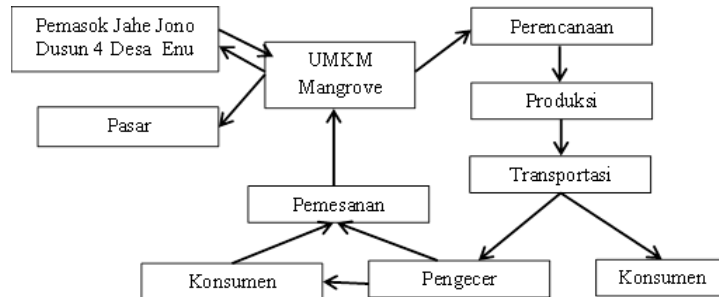 Pemasok Jahe Jono
Dusun 4 Desa Enu
UMKM
Mangrove
Perencanaan
Pasar
Produksi
Transportasi
Pemesanan
Konsumen
Pengecer
Konsumen